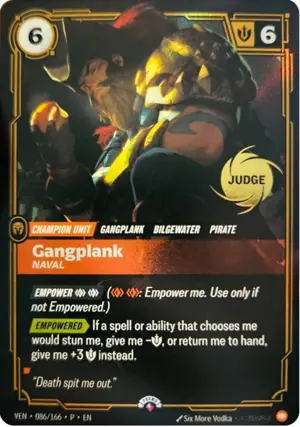 6
6
JUDGE
CHAMPION UNIT GANGPLANK BILGEWATER PIRATE
Gangplank
NAVAL
EMPOWER (: Empower me. Use only if
not Empowered.)
EMPOWERED If a spell or ability that chooses me
would stun me, give me –, or return me to hand,
give me +3 instead.
"Death spit me out."
VEN • 086/166 • P • EN
PROMO
Six More Vodka